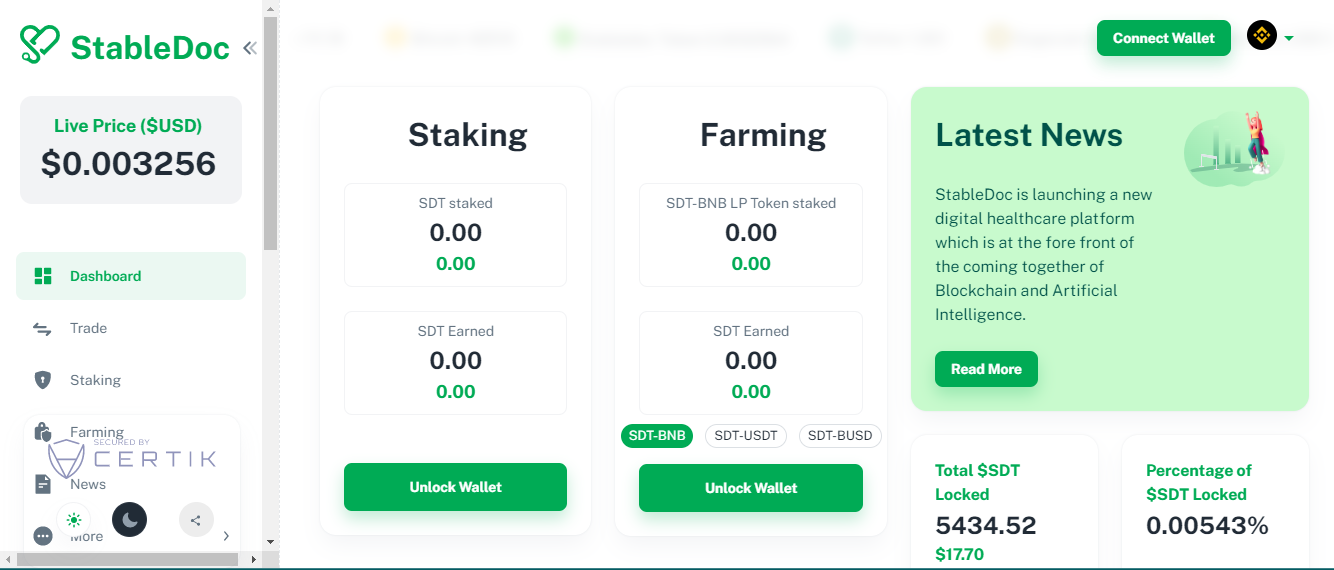 StableDoc
Live Price ($USD)
$0.003256
Dashboard
Trade
Staking
Farming
SECURED BY
CERTIK
News
More
Connect Wallet
Staking
SDT staked
0.00
0.00
SDT Earned
0.00
0.00
Unlock Wallet
Farming
SDT-BNB LP Token staked
0.00
0.00
SDT Earned
0.00
0.00
SDT-BNB SDT-USDT SDT-BUSD
Unlock Wallet
Latest News
StableDoc is launching a new
digital healthcare platform
which is at the fore front of
the coming together of
Blockchain and Artificial
Intelligence.
Read More
Total $SDT
Locked
5434.52
$17.70
Percentage of
$SDT Locked
0.00543%